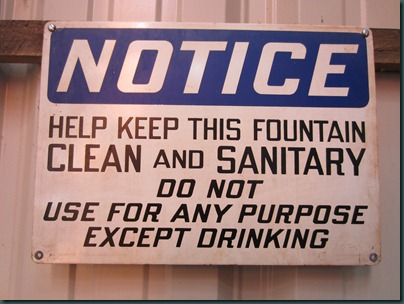 NOTICE
HELP KEEP THIS FOUNTAIN
CLEAN AND SANITARY
DO NOT
USE FOR ANY PURPOSE
EXCEPT DRINKING